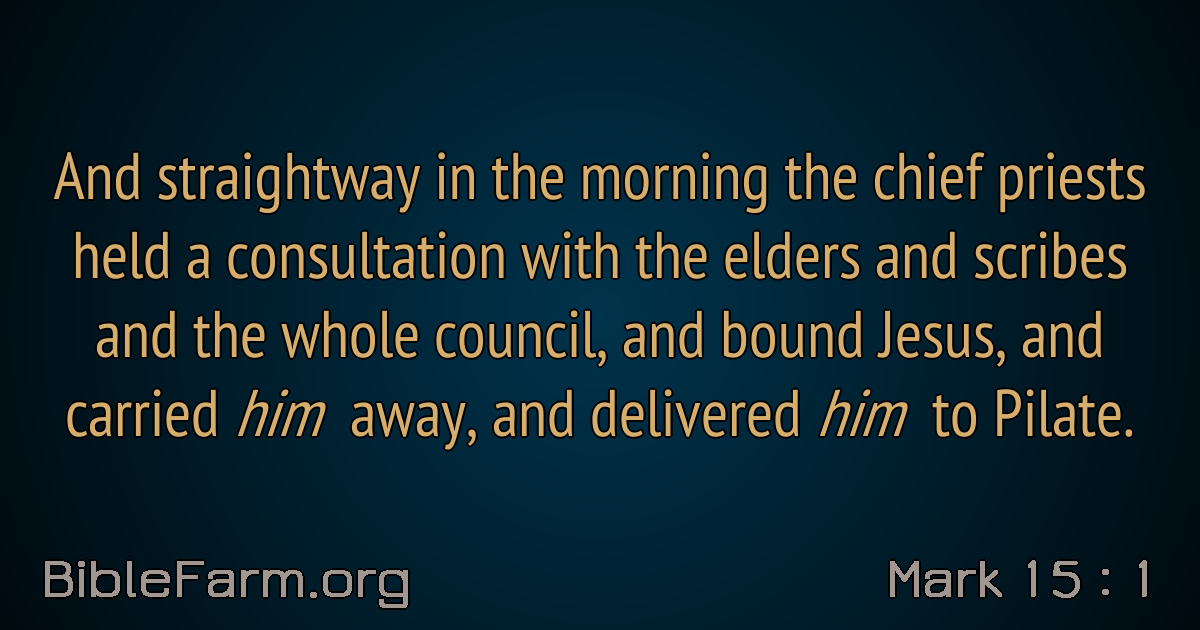 And straightway in the morning the chief priests
held a consultation with the elders and scribes
and the whole council, and bound Jesus, and
carried him away, and delivered him to Pilate.
BibleFarm.org
Mark 15 : 1